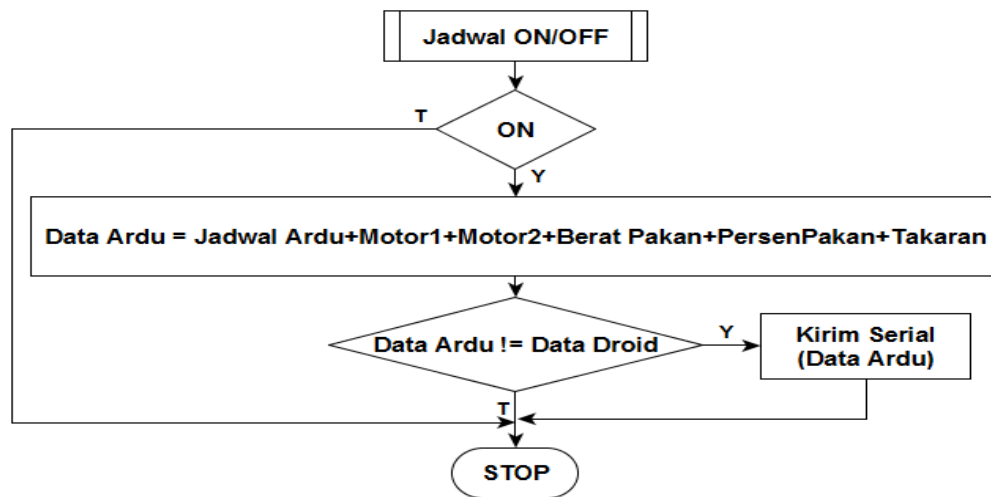 Jadwal ON/OFF
T
ON
Y
Data Ardu = Jadwal Ardu+Motor1+Motor2+Berat Pakan+PersenPakan+Takaran
Data Ardu != Data Droid
Y
Kirim Serial
(Data Ardu)
T
STOP